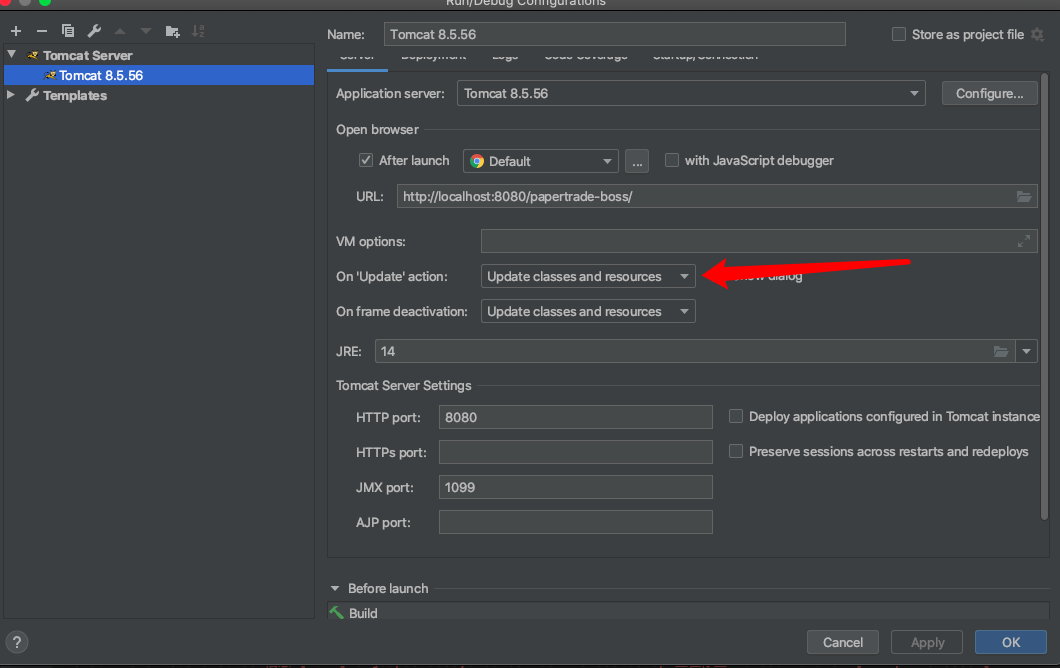 Run/Debug Configurations
Name: Tomcat 8.5.56 Store as project file
Tomcat Server
Tomcat 8.5.56
Templates
Server Deployment Logs Code Coverage Startup/Connection
Application server: Tomcat 8.5.56 Configure...
Open browser
After launch Default ... with JavaScript debugger
URL: http://localhost:8080/papertrade-boss/
VM options:
On 'Update' action: Update classes and resources dialog
On frame deactivation: Update classes and resources
JRE: 14
Tomcat Server Settings
HTTP port: 8080 Deploy applications configured in Tomcat instance
HTTPs port: Preserve sessions across restarts and redeploys
JMX port: 1099
AJP port:
Before launch
Build
? Cancel Apply OK